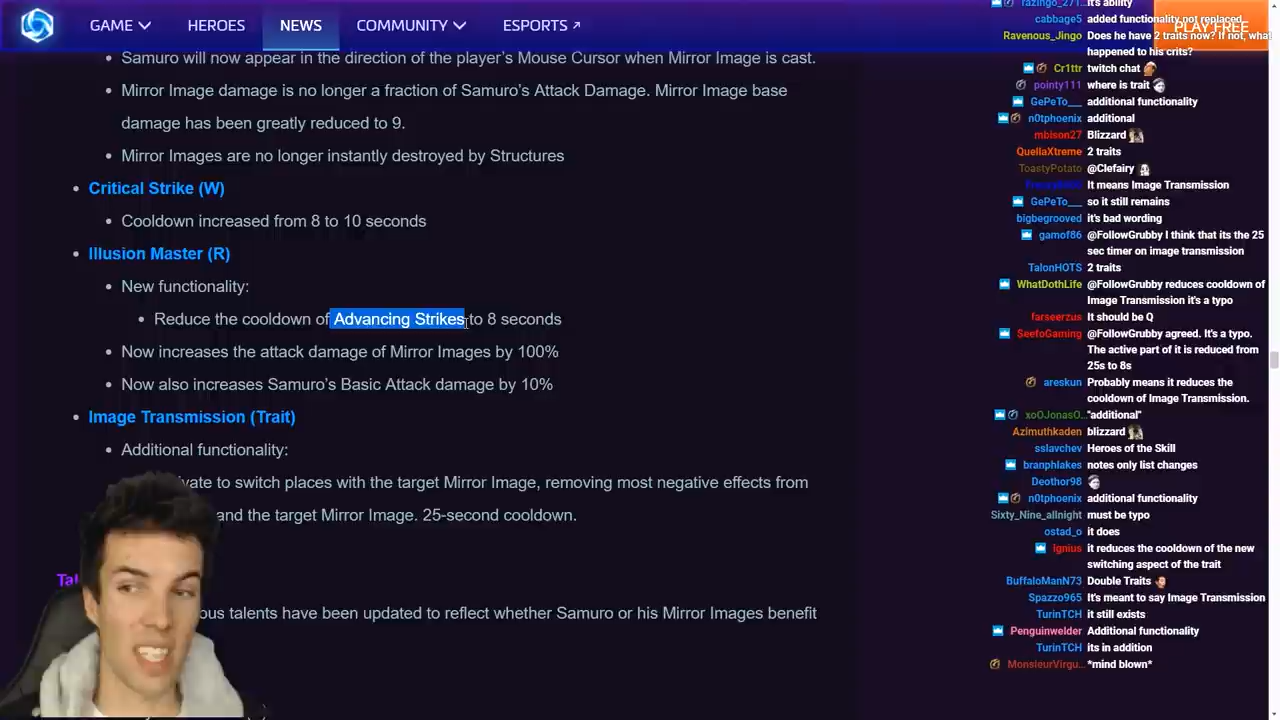 GAME
HEROES
NEWS
COMMUNITY
ESPORTS
PLAY FREE
Samuro will now appear in the direction of the player's Mouse Cursor when Mirror Image is cast.
Mirror Image damage is no longer a fraction of Samuro's Attack Damage. Mirror Image base
damage has been greatly reduced to 9.
Mirror Images are no longer instantly destroyed by Structures
Critical Strike (W)
Cooldown increased from 8 to 10 seconds
Illusion Master (R)
New functionality:
Reduce the cooldown of Advancing Strikes to 8 seconds
Now increases the attack damage of Mirror Images by 100%
Now also increases Samuro's Basic Attack damage by 10%
Image Transmission (Trait)
Additional functionality:
vate to switch places with the target Mirror Image, removing most negative effects from
and the target Mirror Image. 25-second cooldown.
Tal
ous talents have been updated to reflect whether Samuro or his Mirror Images benefit
razingo_271... it's ability
cabbage5 added functionality not replaced
Ravenous_Jingo Does he have 2 traits now? If not, what
happened to his crits?
Cr1ttr twitch chat
pointy111 where is trait
GePeTo___ additional functionality
n0tphoenix additional
mbison27 Blizzard
QuellaXtreme 2 traits
ToastyPotato @Clefairy
It means Image Transmission
GePeTo___ so it still remains
bigbegrooved it's bad wording
gamof86 @FollowGrubby I think that its the 25
sec timer on image transmission
TalonHOTS 2 traits
WhatDothLife @FollowGrubby reduces cooldown of
Image Transmission it's a typo
farseerzus It should be Q
SeefoGaming @FollowGrubby agreed. It's a typo.
The active part of it is reduced from
25s to 8s
areskun Probably means it reduces the
cooldown of Image Transmission.
xoOJonasO... "additional"
Azimuthkaden blizzard
sslavchev Heroes of the Skill
branphlakes notes only list changes
Deothor98
n0tphoenix additional functionality
Sixty_Nine_allnight must be typo
ostad_o it does
Ignius it reduces the cooldown of the new
switching aspect of the trait
BuffaloManN73 Double Traits
Spazzo965 It's meant to say Image Transmission
TurinTCH it still exists
Penguinwelder Additional functionality
TurinTCH its in addition
MonsieurVirgu... *mind blown*